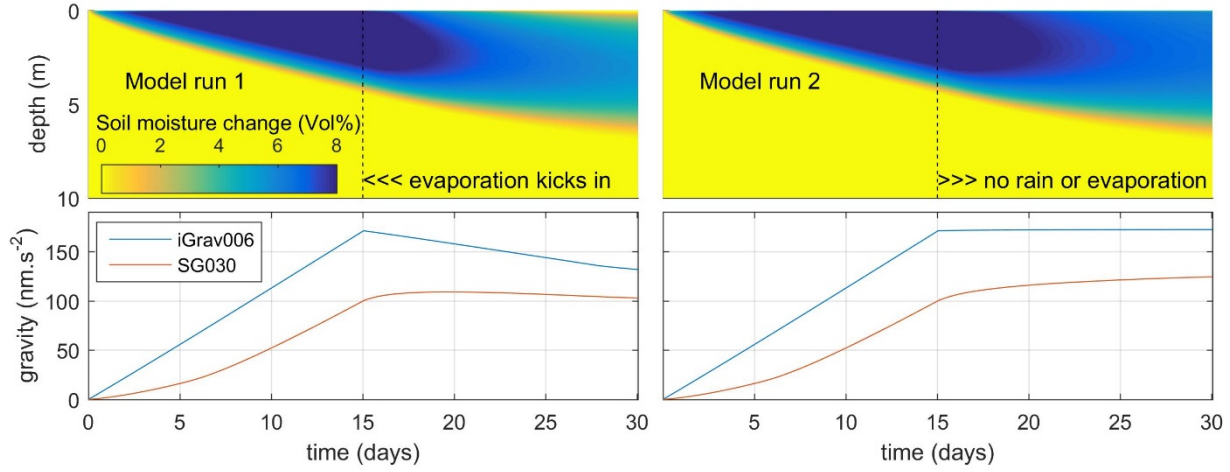 depth (m)
0
5
10
Model run 1
Soil moisture change (Vol%)
0 2 4 6 8
<<< evaporation kicks in
Model run 2
>>> no rain or evaporation
gravity (nm.s⁻²)
150
100
50
0
iGrav006
SG030
0 5 10 15 20 25 30
time (days)
5 10 15 20 25 30
time (days)